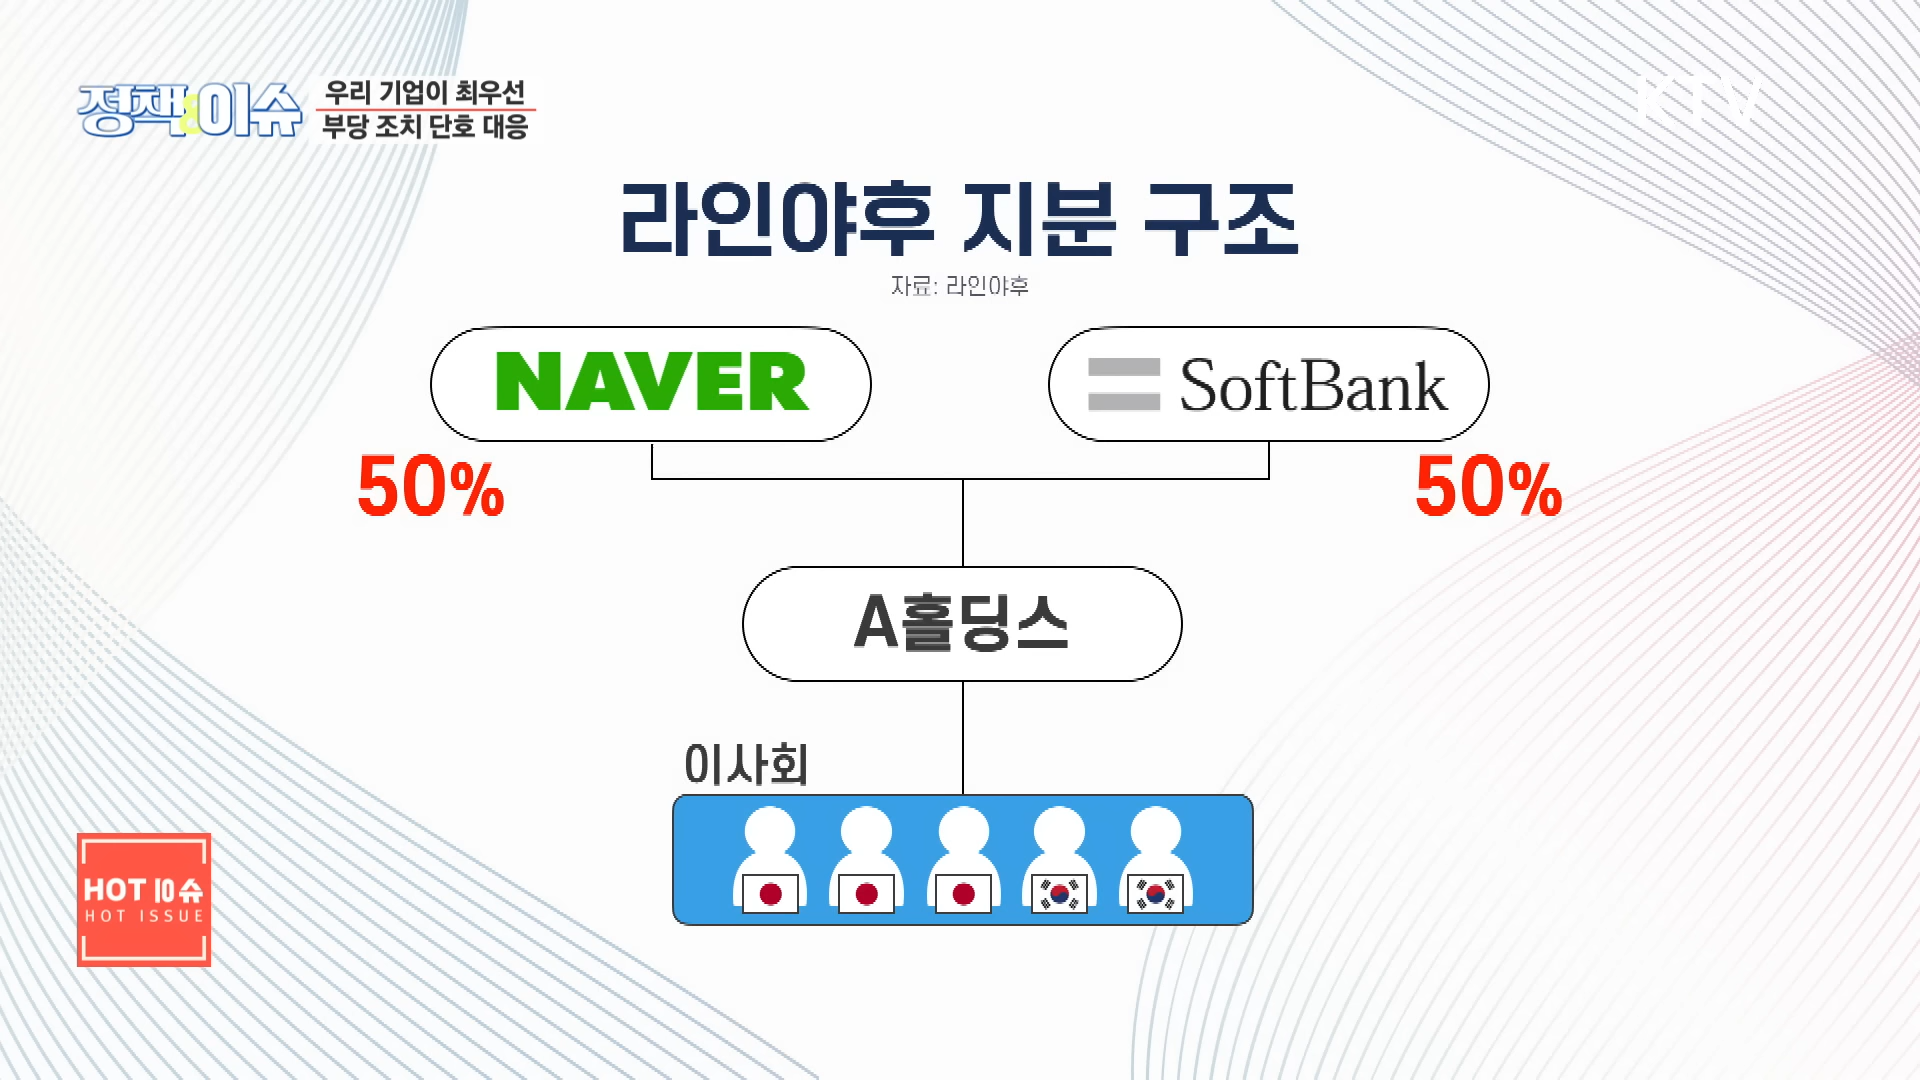 정책&이슈
우리 기업이 최우선
부당 조치 단호 대응
KTV
라인야후 지분 구조
자료: 라인야후
NAVER
SoftBank
50%
50%
A홀딩스
이사회
HOT 10슈
HOT ISSUE